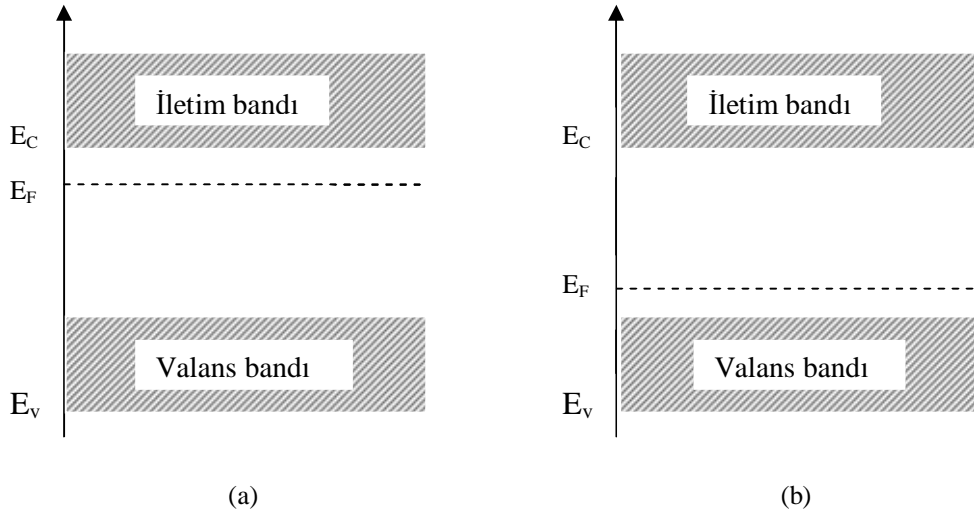 İletim bandı
E_C
E_F
Valans bandı
E_v
(a)
İletim bandı
E_C
E_F
Valans bandı
E_v
(b)